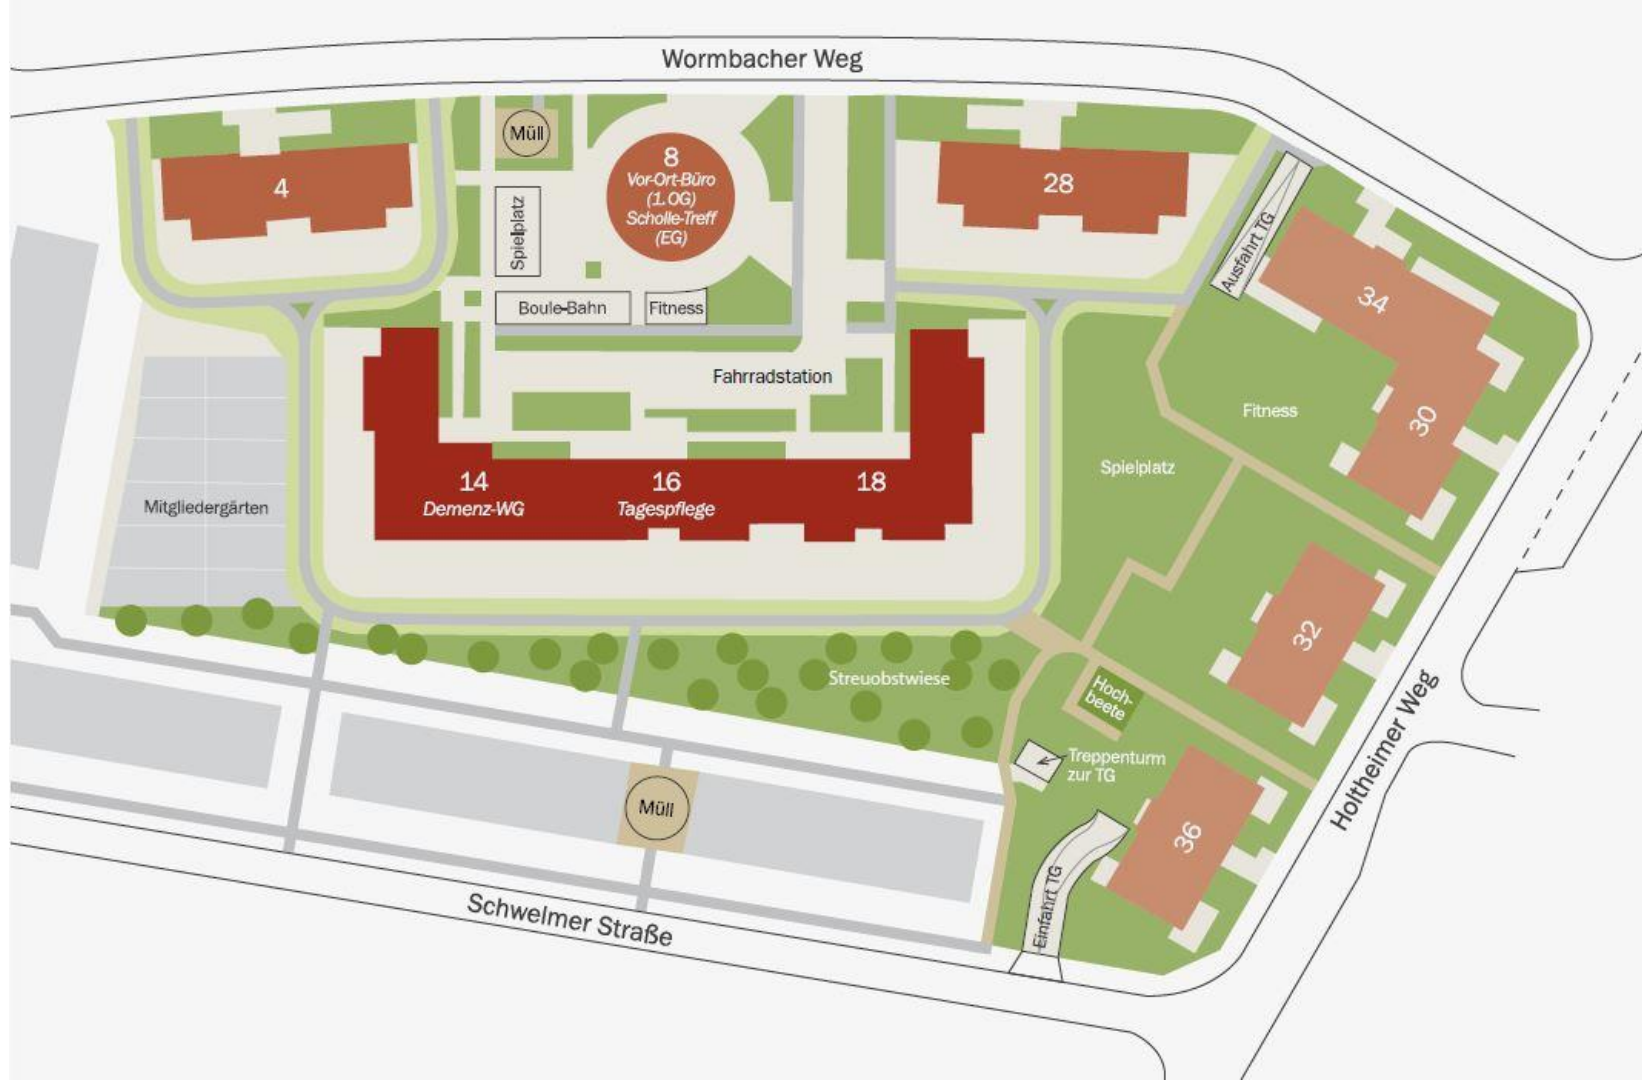 Wormbacher Weg
Müll
4
8
Vor-Ort-Büro
(1. OG)
Scholle-Treff
(EG)
28
Spielplatz
Ausfahrt TG
Boule-Bahn
Fitness
34
Fahrradstation
Fitness
30
Spielplatz
14
Demenz-WG
16
Tagespflege
18
Mitgliedergärten
32
Streuobstwiese
Hoch-
beete
Treppenturm
zur TG
Holtheimer Weg
Müll
36
Einfahrt TG
Schwelmer Straße